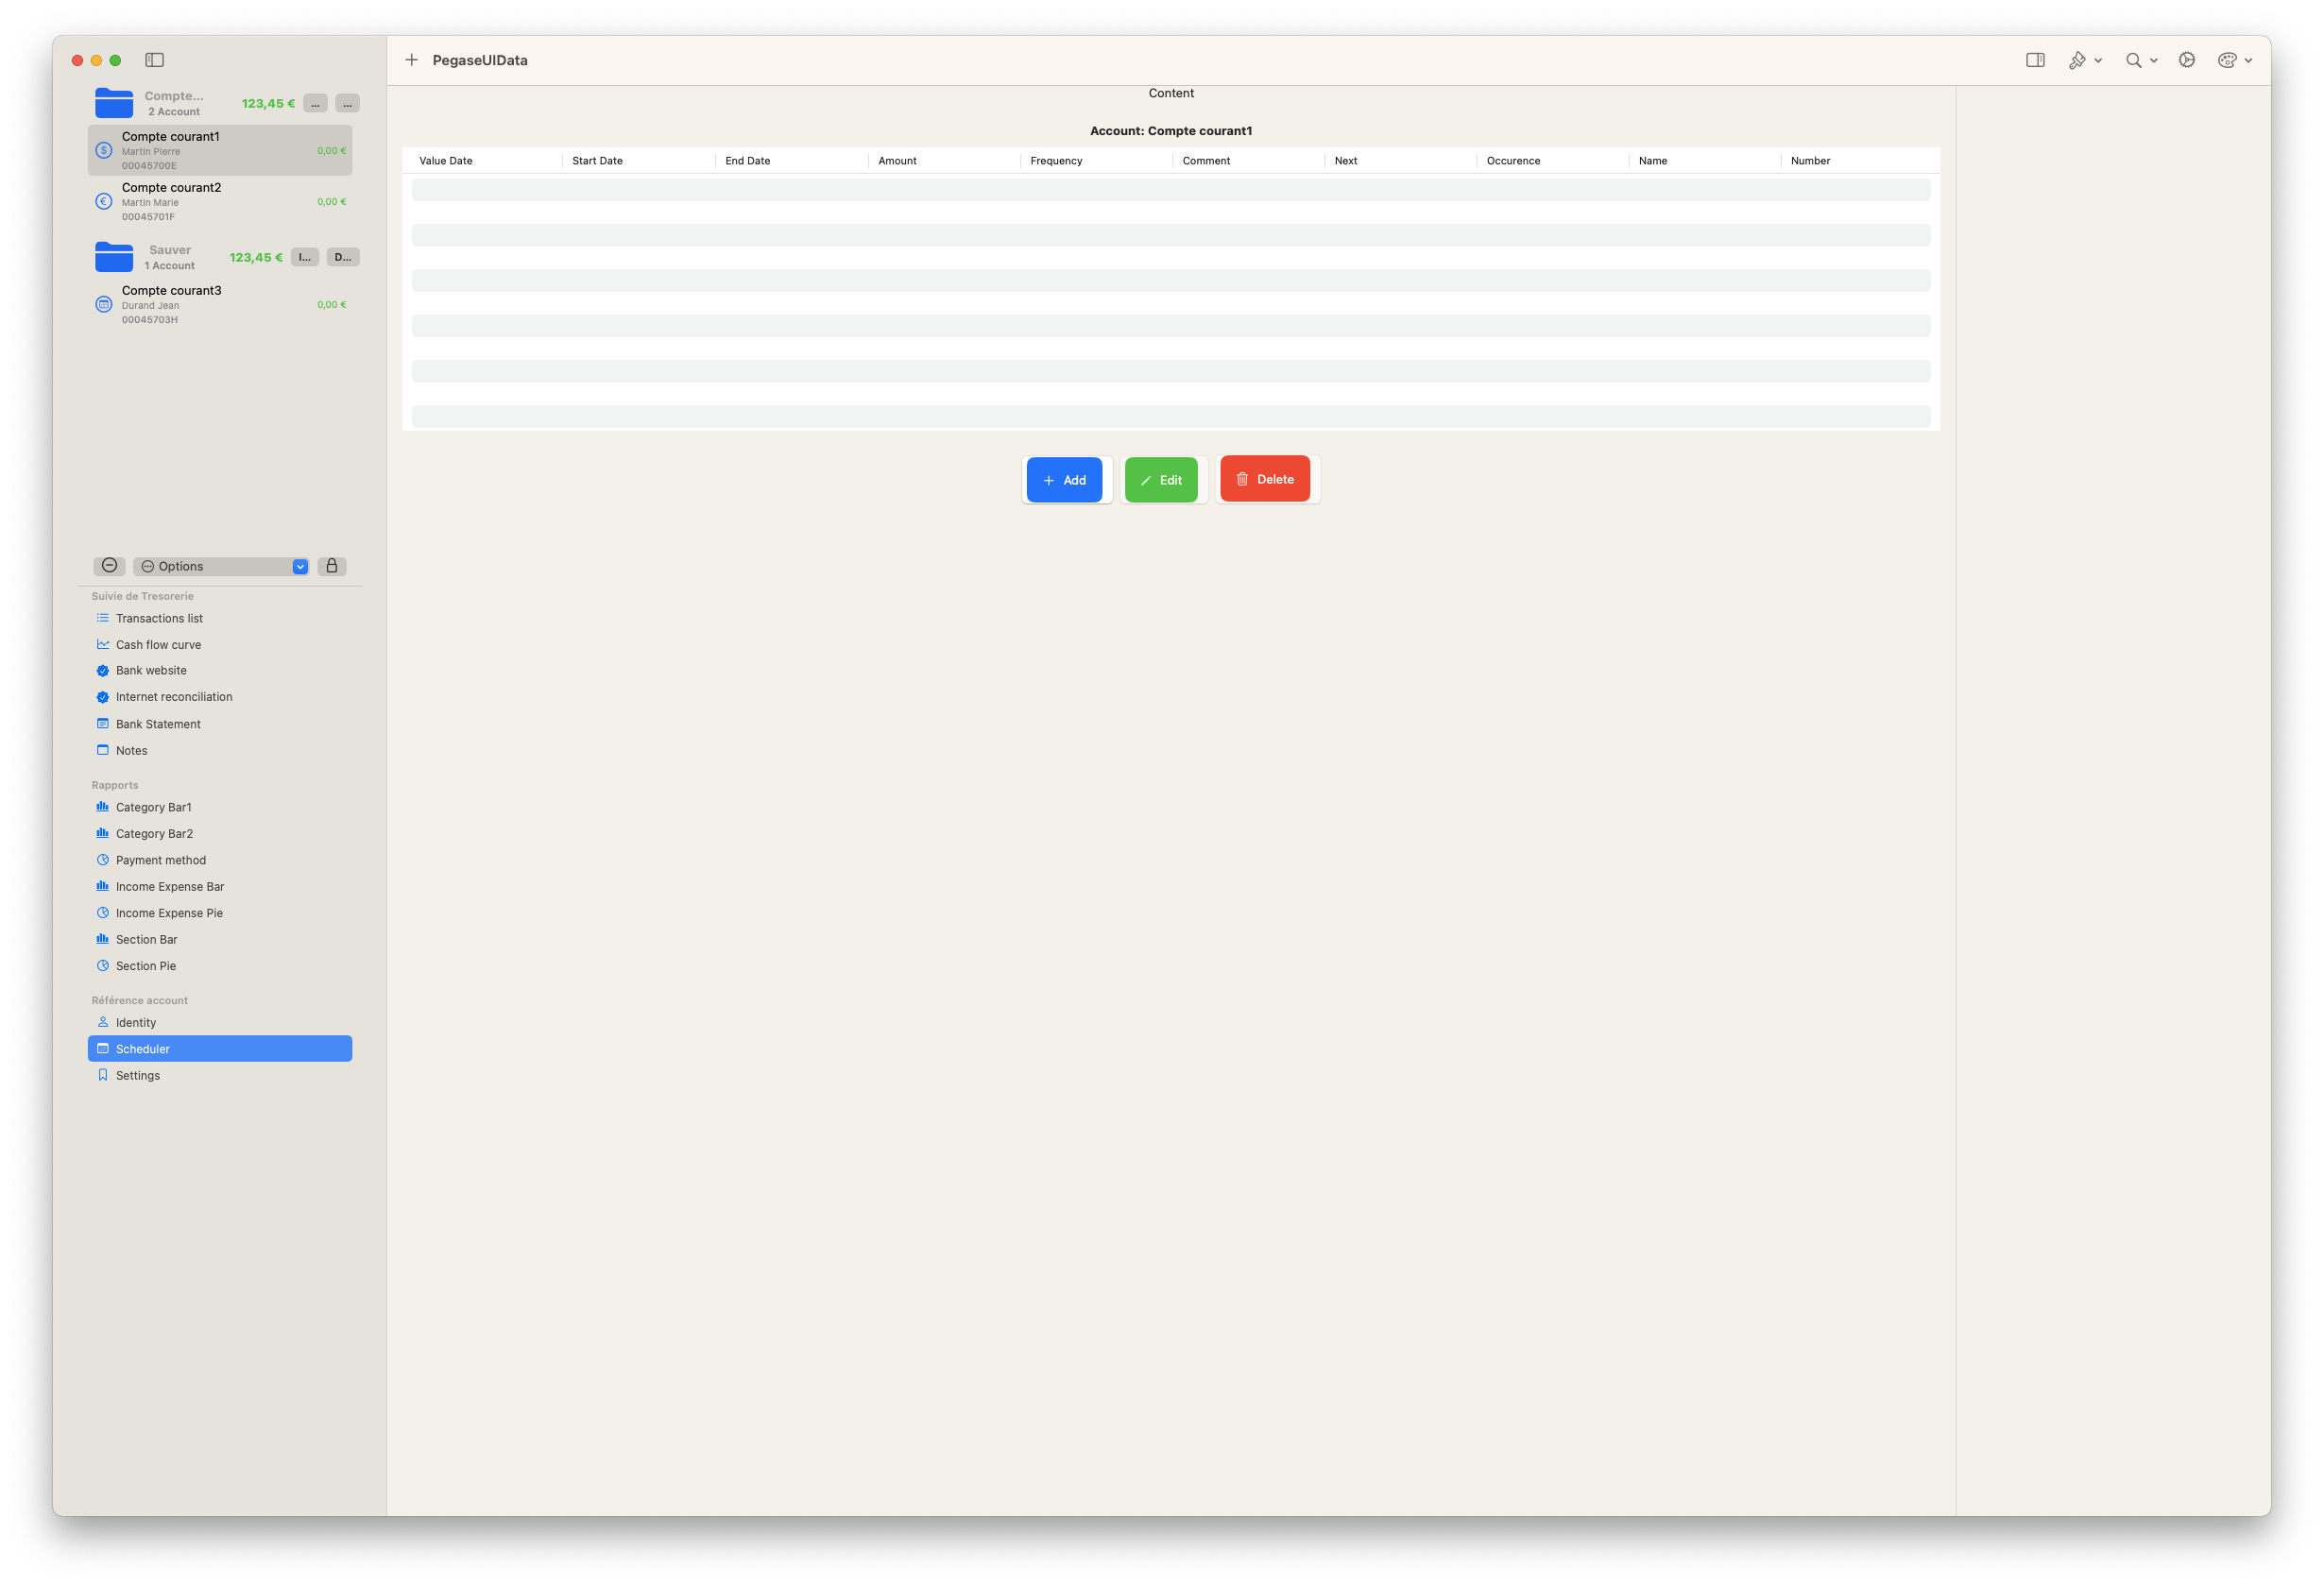 PegaseUIData
Compte...
2 Account
123,45 €
...
...
Compte courant1
Martin Pierre
00045700E
0,00 €
Compte courant2
Martin Marie
00045701F
0,00 €
Sauver
1 Account
123,45 €
I...
D...
Compte courant3
Durand Jean
00045703H
0,00 €
Options
Suivie de Tresorerie
Transactions list
Cash flow curve
Bank website
Internet reconciliation
Bank Statement
Notes
Rapports
Category Bar1
Category Bar2
Payment method
Income Expense Bar
Income Expense Pie
Section Bar
Section Pie
Référence account
Identity
Scheduler
Settings
Content
Account: Compte courant1
Value Date Start Date End Date Amount Frequency Comment Next Occurence Name Number
Add
Edit
Delete